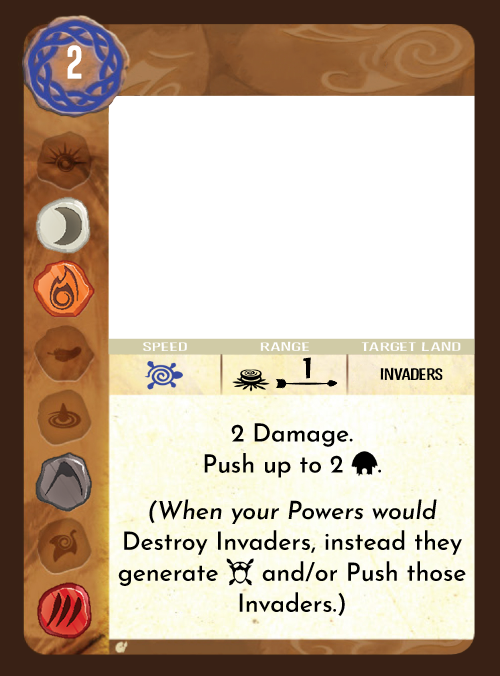 2
SPEED RANGE TARGET LAND
1 INVADERS
2 Damage.
Push up to 2 .
(When your Powers would
Destroy Invaders, instead they
generate and/or Push those
Invaders.)